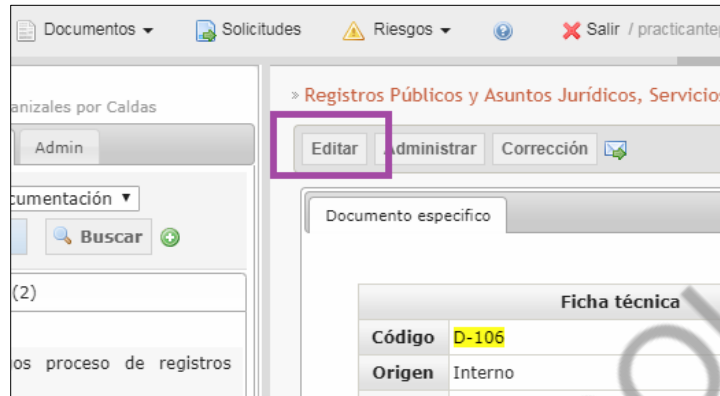 Documentos Solicitudes Riesgos Salir /
anizales por Caldas
Admin
cumentación
Buscar
(2)
os proceso de registros
» Registros Públicos y Asuntos Jurídicos, Servicios
Editar Administrar Corrección
Documento especifico
Ficha técnica
Código D-106
Origen Interno